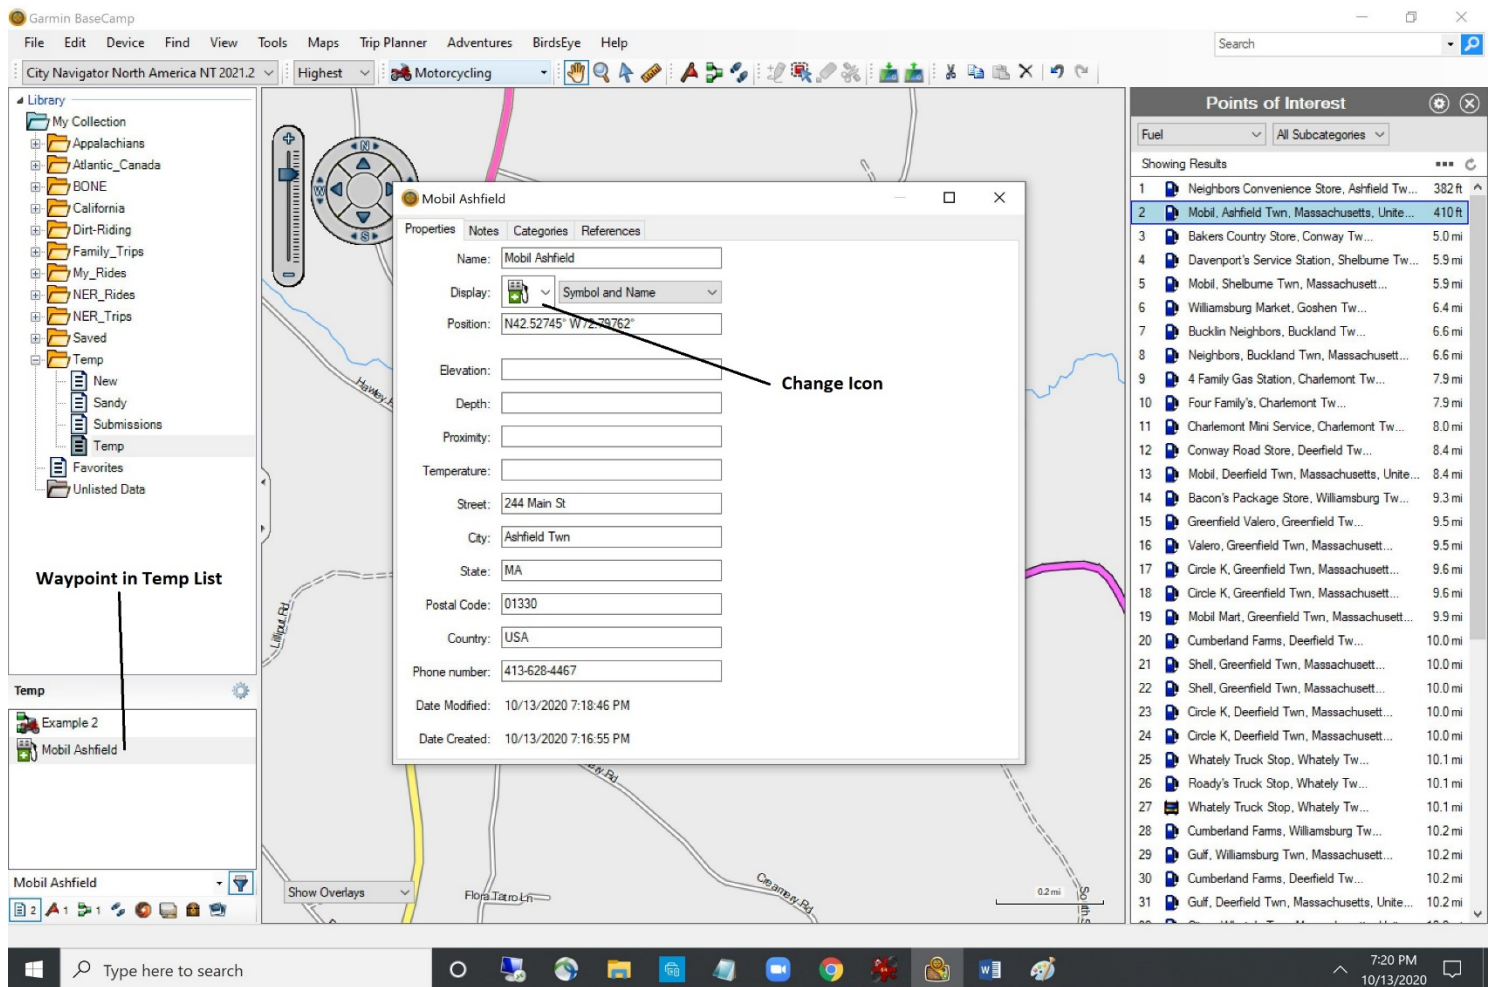 Garmin BaseCamp
File Edit Device Find View Tools Maps Trip Planner Adventures BirdsEye Help
Search
City Navigator North America NT 2021.2 Highest Motorcycling
Library
My Collection
Appalachians
Atlantic_Canada
BONE
California
Dirt-Riding
Family_Trips
My_Rides
NER_Rides
NER_Trips
Saved
Temp
New
Sandy
Submissions
Temp
Favorites
Unlisted Data
Waypoint in Temp List
Temp
Example 2
Mobil Ashfield
Mobil Ashfield
2 1 1
N
W
S
Mobil Ashfield
Properties Notes Categories References
Name: Mobil Ashfield
Display: Symbol and Name
Position: N42.52745° W72.79762°
Elevation:
Depth:
Proximity:
Temperature:
Street: 244 Main St
City: Ashfield Twn
State: MA
Postal Code: 01330
Country: USA
Phone number: 413-628-4467
Date Modified: 10/13/2020 7:18:46 PM
Date Created: 10/13/2020 7:16:55 PM
Change Icon
Hawley
Lilliput Rd
Rd
Show Overlays
Flora Tatro Ln
Creamery Rd
0.2 mi
Points of Interest
Fuel All Subcategories
Showing Results
1 Neighbors Convenience Store, Ashfield Tw... 382 ft
2 Mobil, Ashfield Twn, Massachusetts, Unite... 410 ft
3 Bakers Country Store, Conway Tw... 5.0 mi
4 Davenport's Service Station, Shelburne Tw... 5.9 mi
5 Mobil, Shelburne Twn, Massachusett... 5.9 mi
6 Williamsburg Market, Goshen Tw... 6.4 mi
7 Bucklin Neighbors, Buckland Tw... 6.6 mi
8 Neighbors, Buckland Twn, Massachusett... 6.6 mi
9 4 Family Gas Station, Charlemont Tw... 7.9 mi
10 Four Family's, Charlemont Tw... 7.9 mi
11 Charlemont Mini Service, Charlemont Tw... 8.0 mi
12 Conway Road Store, Deerfield Tw... 8.4 mi
13 Mobil, Deerfield Twn, Massachusetts, Unite... 8.4 mi
14 Bacon's Package Store, Williamsburg Tw... 9.3 mi
15 Greenfield Valero, Greenfield Tw... 9.5 mi
16 Valero, Greenfield Twn, Massachusett... 9.5 mi
17 Circle K, Greenfield Twn, Massachusett... 9.6 mi
18 Circle K, Greenfield Twn, Massachusett... 9.6 mi
19 Mobil Mart, Greenfield Twn, Massachusett... 9.9 mi
20 Cumberland Farms, Deerfield Tw... 10.0 mi
21 Shell, Greenfield Twn, Massachusett... 10.0 mi
22 Shell, Greenfield Twn, Massachusett... 10.0 mi
23 Circle K, Deerfield Twn, Massachusett... 10.0 mi
24 Circle K, Deerfield Twn, Massachusett... 10.0 mi
25 Whately Truck Stop, Whately Tw... 10.1 mi
26 Roady's Truck Stop, Whately Tw... 10.1 mi
27 Whately Truck Stop, Whately Tw... 10.1 mi
28 Cumberland Farms, Williamsburg Tw... 10.2 mi
29 Gulf, Williamsburg Twn, Massachusett... 10.2 mi
30 Cumberland Farms, Deerfield Tw... 10.2 mi
31 Gulf, Deerfield Twn, Massachusetts, Unite... 10.2 mi
Type here to search
7:20 PM
10/13/2020